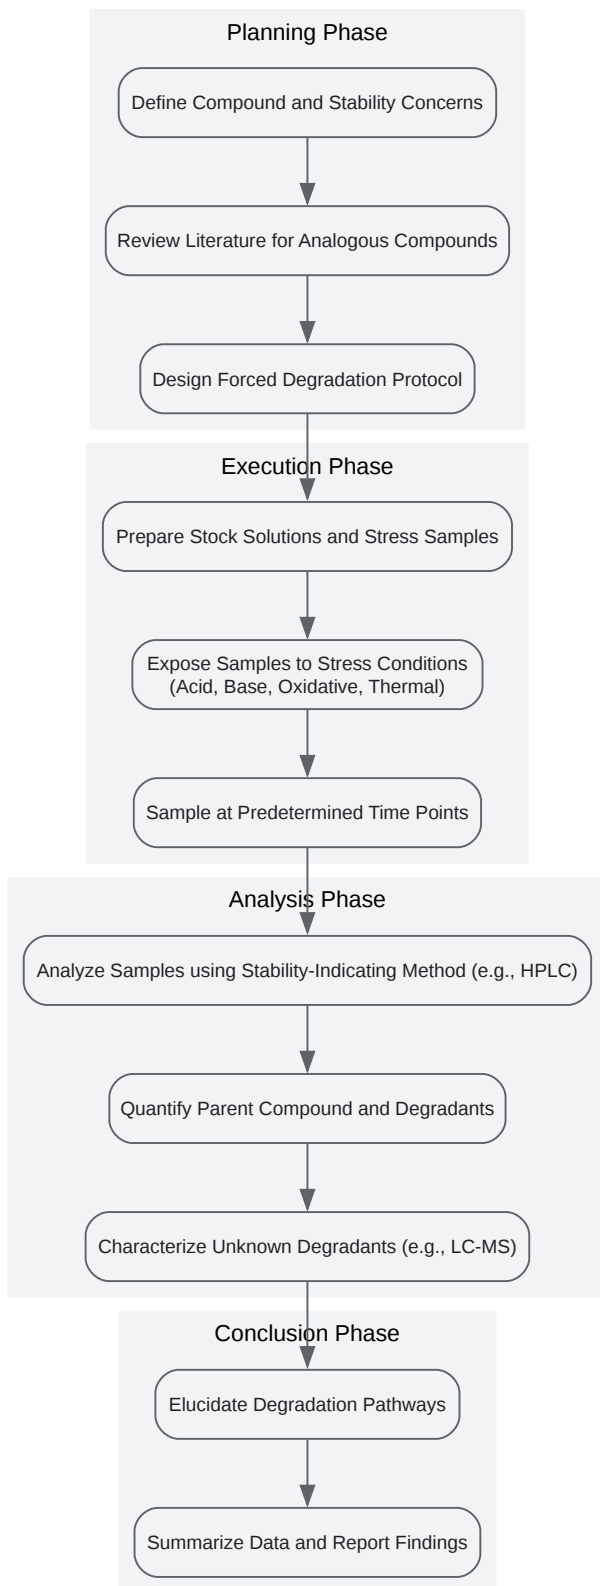 Planning Phase
Define Compound and Stability Concerns
Review Literature for Analogous Compounds
Design Forced Degradation Protocol
Execution Phase
Prepare Stock Solutions and Stress Samples
Expose Samples to Stress Conditions
(Acid, Base, Oxidative, Thermal)
Sample at Predetermined Time Points
Analysis Phase
Analyze Samples using Stability-Indicating Method (e.g., HPLC)
Quantify Parent Compound and Degradants
Characterize Unknown Degradants (e.g., LC-MS)
Conclusion Phase
Elucidate Degradation Pathways
Summarize Data and Report Findings